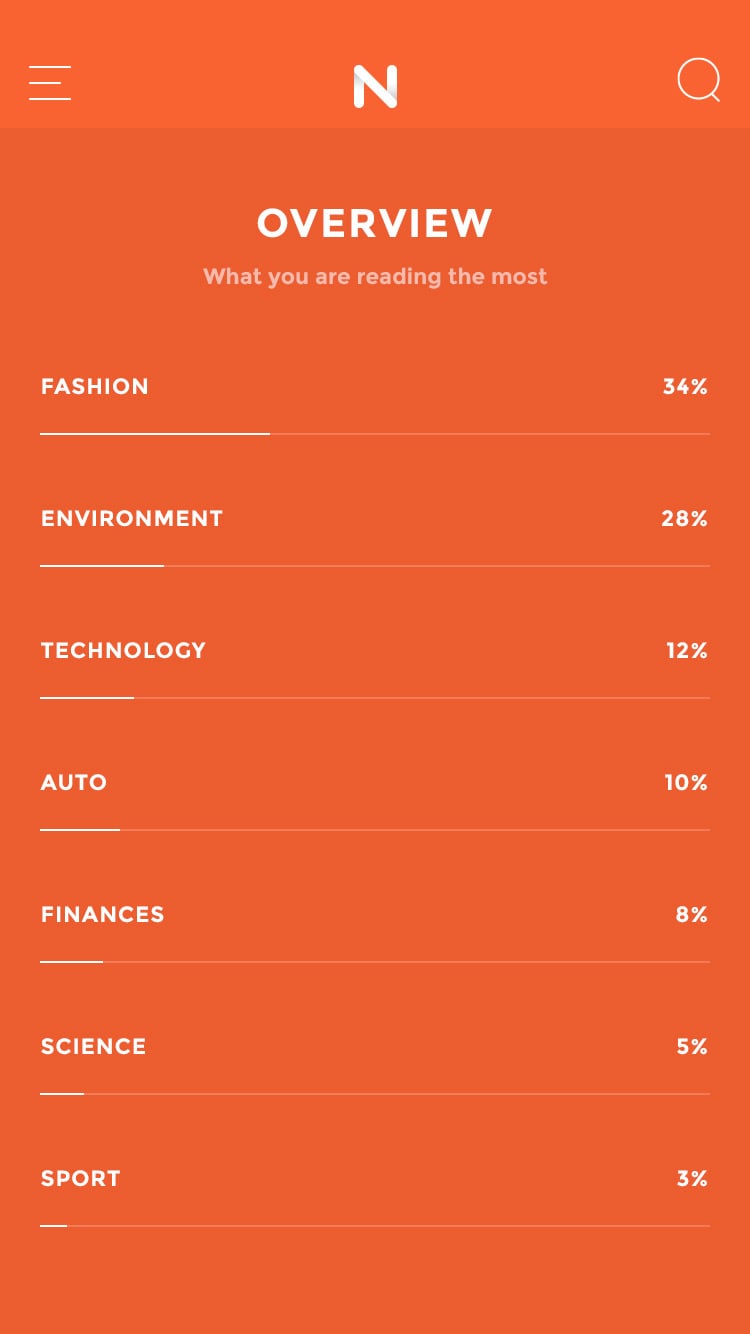 N
OVERVIEW
What you are reading the most
FASHION 34%
ENVIRONMENT 28%
TECHNOLOGY 12%
AUTO 10%
FINANCES 8%
SCIENCE 5%
SPORT 3%